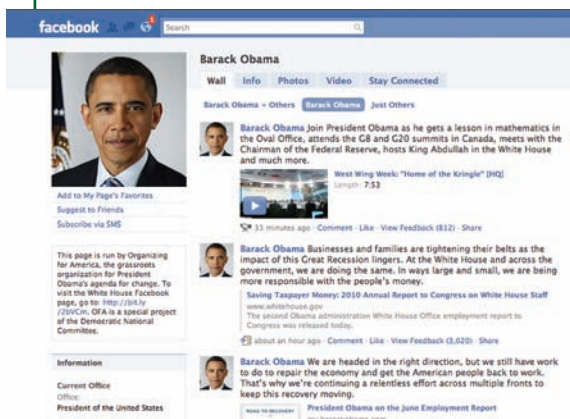 facebook
1
Search
Barack Obama
Wall Info Photos Video Stay Connected
Barack Obama + Others Barack Obama Just Others
Barack Obama Join President Obama as he gets a lesson in mathematics in
the Oval Office, attends the G8 and G20 summits in Canada, meets with the
Chairman of the Federal Reserve, hosts King Abdullah in the White House
and much more.
West Wing Week: "Home of the Kringle" [HQ]
Length: 7:53
33 minutes ago · Comment · Like · View Feedback (812) · Share
Add to My Page's Favorites
Suggest to Friends
Subscribe via SMS
This page is run by Organizing
for America, the grassroots
organization for President
Obama's agenda for change. To
visit the White House Facebook
page, go to: http://bit.ly
/2bVCm. OFA is a special project
of the Democratic National
Committee.
Information
Current Office
Office:
President of the United States
Barack Obama Businesses and families are tightening their belts as the
impact of this Great Recession lingers. At the White House and across the
government, we are doing the same. In ways large and small, we are being
more responsible with the people's money.
Saving Taxpayer Money: 2010 Annual Report to Congress on White House Staff
www.whitehouse.gov
The second Obama administration White House Office employment report to
Congress was released today.
about an hour ago · Comment · Like · View Feedback (3,020) · Share
Barack Obama We are headed in the right direction, but we still have work
to do to repair the economy and get the American people back to work.
That's why we're continuing a relentless effort across multiple fronts to
keep this recovery moving.
ROAD TO RECOVERY
President Obama on the June Employment Report
my.barackobama.com